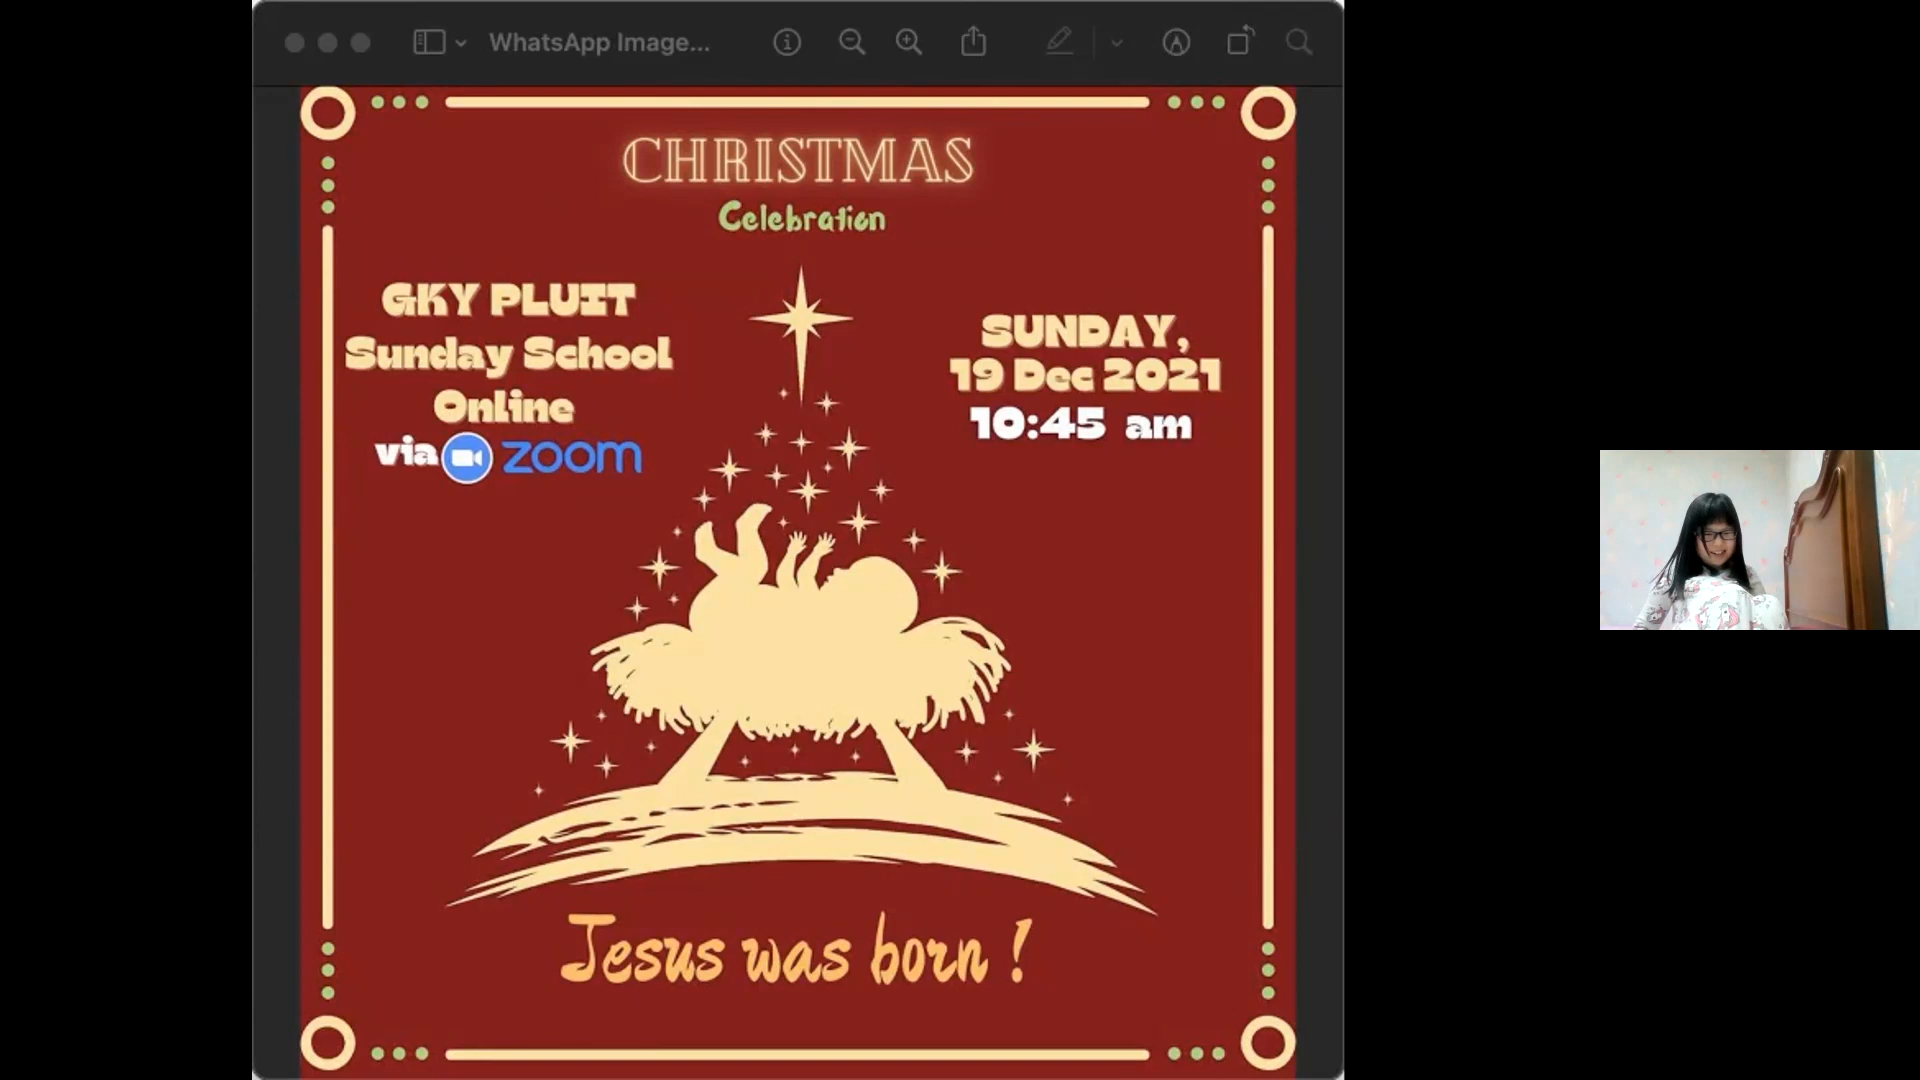 WhatsApp Image...
CHRISTMAS
Celebration
GKY PLUIT
Sunday School
Online
via zoom
SUNDAY,
19 Dec 2021
10:45 am
Jesus was born !